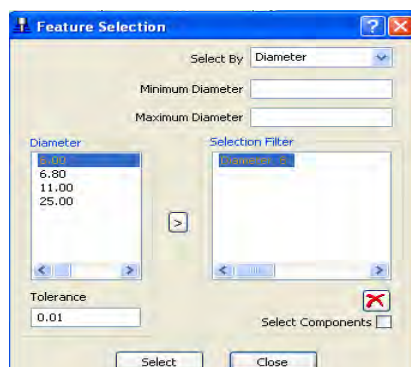 Feature Selection
Select By Diameter
Minimum Diameter
Maximum Diameter
Diameter
Selection Filter
6.80
11.00
25.00
>
Tolerance
0.01
Select Components
Select Close